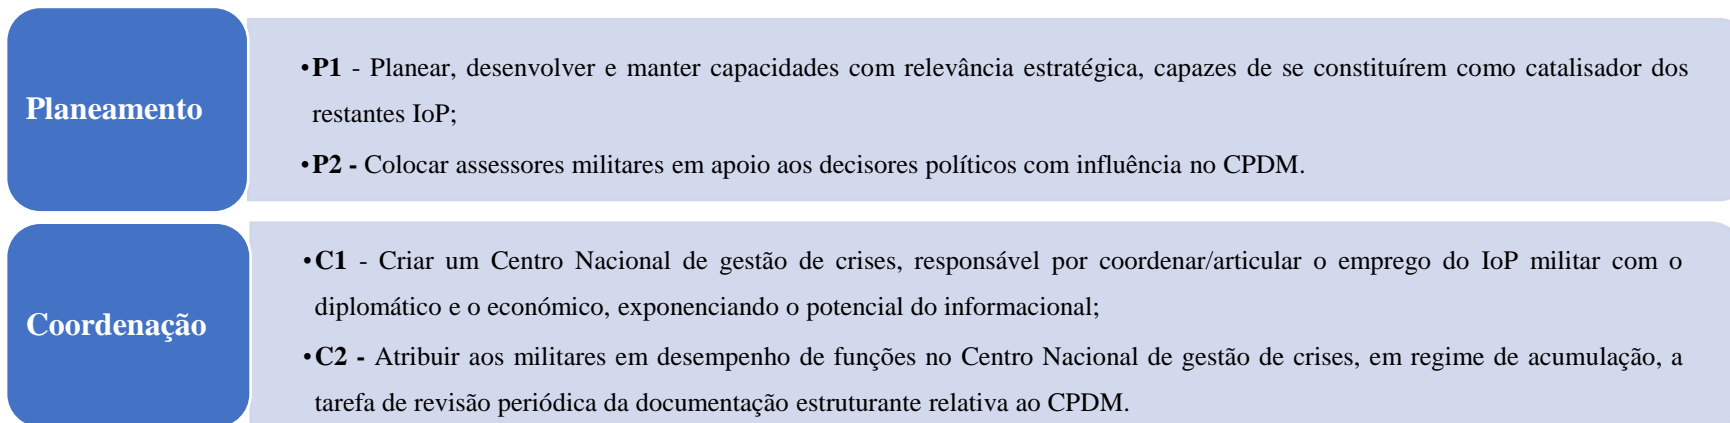 Planeamento
•P1 - Planear, desenvolver e manter capacidades com relevância estratégica, capazes de se constituírem como catalisador dos
restantes IoP;
•P2 - Colocar assessores militares em apoio aos decisores políticos com influência no CPDM.
Coordenação
•C1 - Criar um Centro Nacional de gestão de crises, responsável por coordenar/articular o emprego do IoP militar com o
diplomático e o económico, exponenciando o potencial do informacional;
•C2 - Atribuir aos militares em desempenho de funções no Centro Nacional de gestão de crises, em regime de acumulação, a
tarefa de revisão periódica da documentação estruturante relativa ao CPDM.